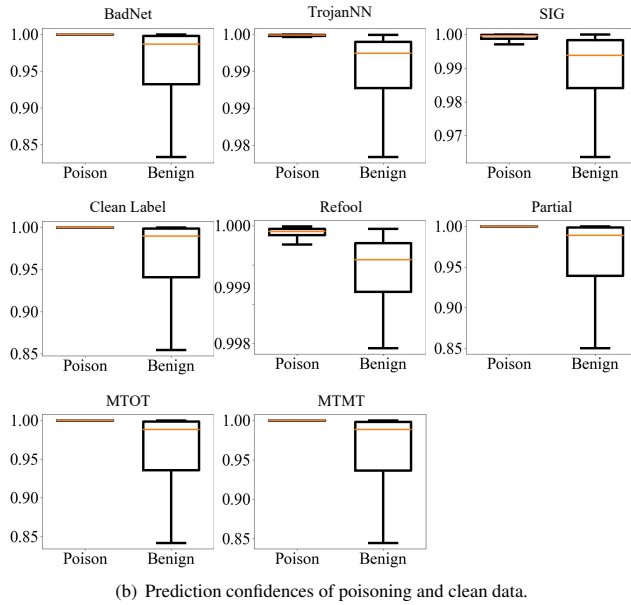 BadNet
1.00
0.95
0.85
Poison Benign
TrojanNN
1.00
0.99
0.98
Poison Benign
SIG
1.00
0.99
0.97
Poison Benign
Clean Label
1.00
0.95
0.90
0.85
Poison Benign
Refool
1.000
0.999
0.998
Poison Benign
Partial
1.00
0.95
0.90
0.85
Poison Benign
MTOT
1.00
0.95
0.90
0.85
Poison Benign
MTMT
1.00
0.95
0.90
0.85
Poison Benign
(b) Prediction confidences of poisoning and clean data.